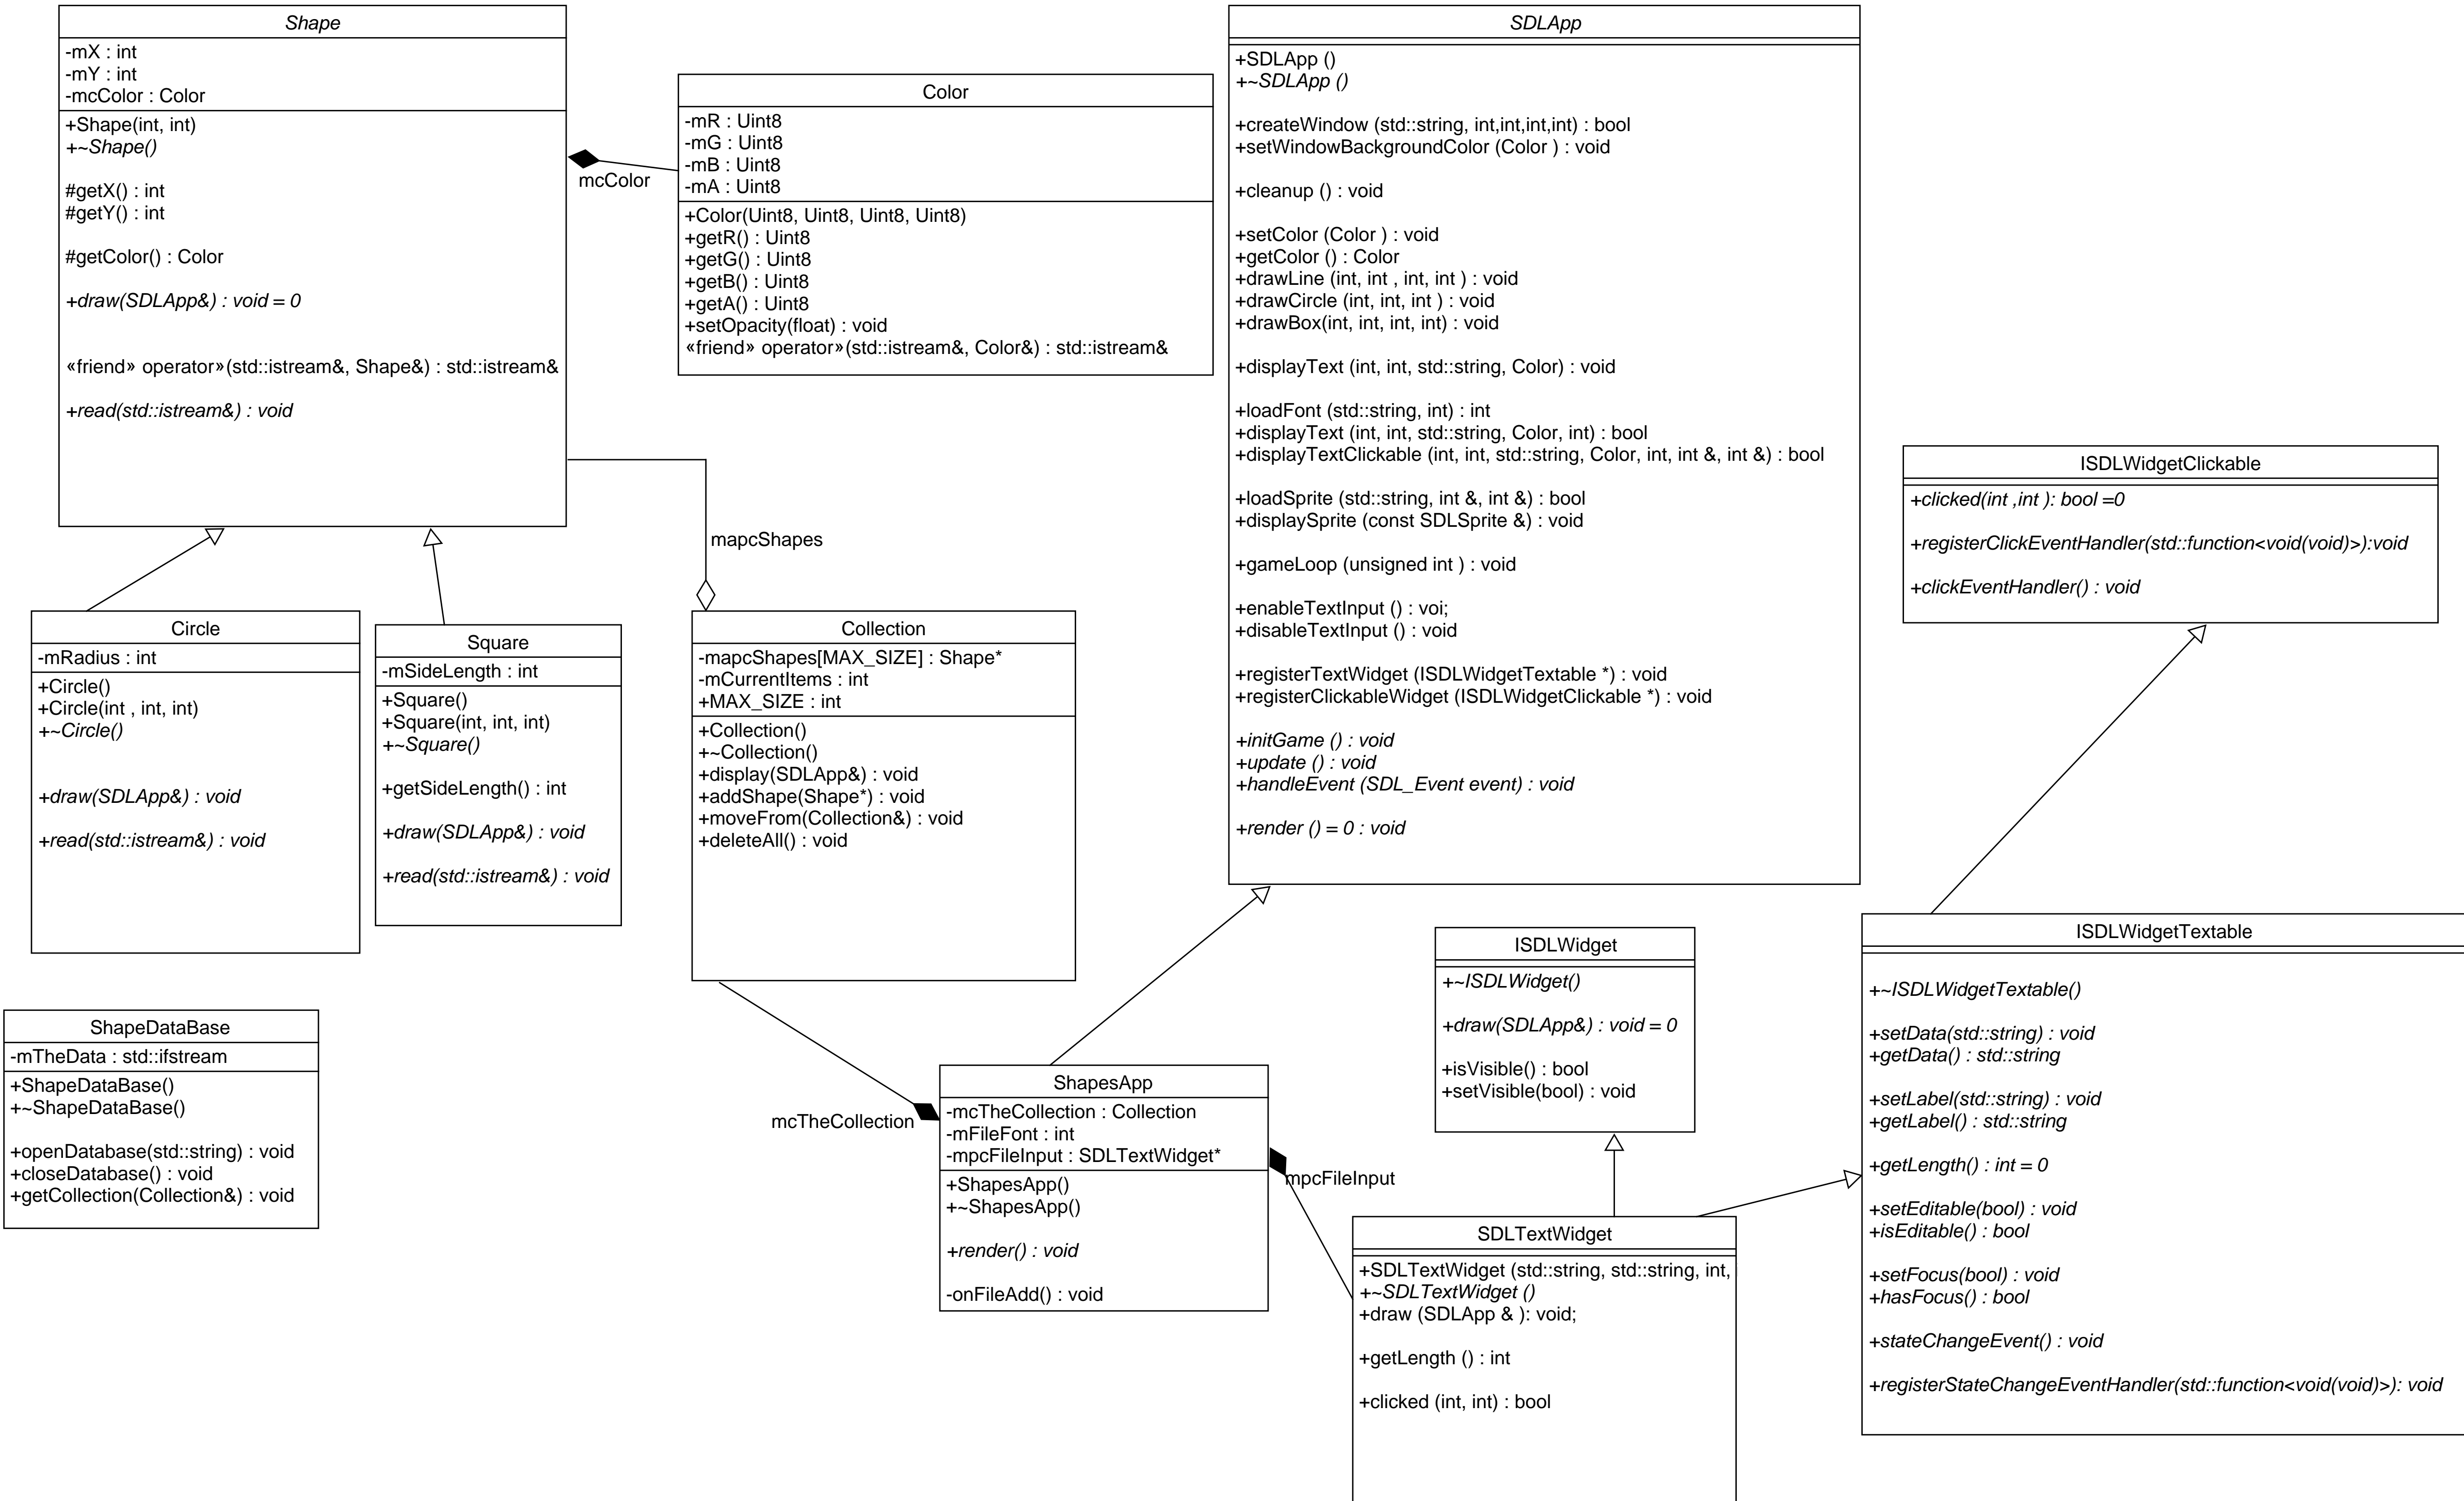 Shape
-mX : int
-mY : int
-mcColor : Color
+Shape(int, int)
+~Shape()
#getX() : int
#getY() : int
#getColor() : Color
+draw(SDLApp&) : void = 0
«friend» operator»(std::istream&, Shape&) : std::istream&
+read(std::istream&) : void
mcColor
Color
-mR : Uint8
-mG : Uint8
-mB : Uint8
-mA : Uint8
+Color(Uint8, Uint8, Uint8, Uint8)
+getR() : Uint8
+getG() : Uint8
+getB() : Uint8
+getA() : Uint8
+setOpacity(float) : void
«friend» operator»(std::istream&, Color&) : std::istream&
SDLApp
+SDLApp ()
+~SDLApp ()
+createWindow (std::string, int,int,int,int) : bool
+setWindowBackgroundColor (Color ) : void
+cleanup () : void
+setColor (Color ) : void
+getColor () : Color
+drawLine (int, int , int, int ) : void
+drawCircle (int, int, int ) : void
+drawBox(int, int, int, int) : void
+displayText (int, int, std::string, Color) : void
+loadFont (std::string, int) : int
+displayText (int, int, std::string, Color, int) : bool
+displayTextClickable (int, int, std::string, Color, int, int &, int &) : bool
+loadSprite (std::string, int &, int &) : bool
+displaySprite (const SDLSprite &) : void
+gameLoop (unsigned int ) : void
+enableTextInput () : voi;
+disableTextInput () : void
+registerTextWidget (ISDLWidgetTextable *) : void
+registerClickableWidget (ISDLWidgetClickable *) : void
+initGame () : void
+update () : void
+handleEvent (SDL_Event event) : void
+render () = 0 : void
ISDLWidgetClickable
+clicked(int ,int ): bool =0
+registerClickEventHandler(std::function<void(void)>):void
+clickEventHandler() : void
mapcShapes
Circle
-mRadius : int
+Circle()
+Circle(int , int, int)
+~Circle()
+draw(SDLApp&) : void
+read(std::istream&) : void
Square
-mSideLength : int
+Square()
+Square(int, int, int)
+~Square()
+getSideLength() : int
+draw(SDLApp&) : void
+read(std::istream&) : void
Collection
-mapcShapes[MAX_SIZE] : Shape*
-mCurrentItems : int
+MAX_SIZE : int
+Collection()
+~Collection()
+display(SDLApp&) : void
+addShape(Shape*) : void
+moveFrom(Collection&) : void
+deleteAll() : void
ShapeDataBase
-mTheData : std::ifstream
+ShapeDataBase()
+~ShapeDataBase()
+openDatabase(std::string) : void
+closeDatabase() : void
+getCollection(Collection&) : void
mcTheCollection
ShapesApp
-mcTheCollection : Collection
-mFileFont : int
-mpcFileInput : SDLTextWidget*
+ShapesApp()
+~ShapesApp()
+render() : void
-onFileAdd() : void
mpcFileInput
ISDLWidget
+~ISDLWidget()
+draw(SDLApp&) : void = 0
+isVisible() : bool
+setVisible(bool) : void
SDLTextWidget
+SDLTextWidget (std::string, std::string, int,
+~SDLTextWidget ()
+draw (SDLApp & ): void;
+getLength () : int
+clicked (int, int) : bool
ISDLWidgetTextable
+~ISDLWidgetTextable()
+setData(std::string) : void
+getData() : std::string
+setLabel(std::string) : void
+getLabel() : std::string
+getLength() : int = 0
+setEditable(bool) : void
+isEditable() : bool
+setFocus(bool) : void
+hasFocus() : bool
+stateChangeEvent() : void
+registerStateChangeEventHandler(std::function<void(void)>): void